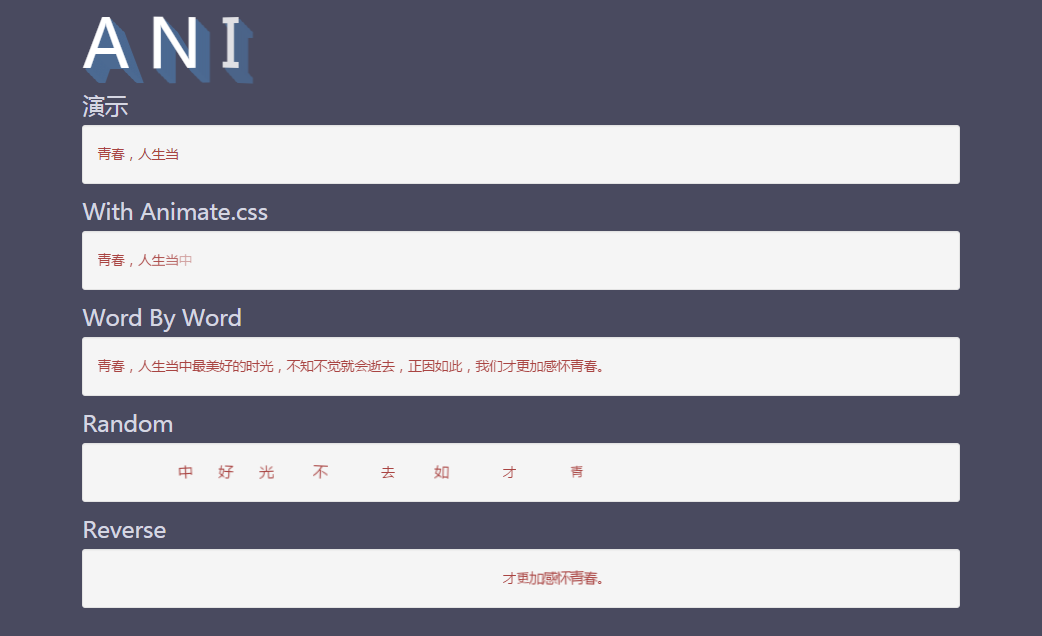 A N I
演示
青春，人生当
With Animate.css
青春，人生当中
Word By Word
青春，人生当中最美好的时光，不知不觉就会逝去，正因如此，我们才更加感怀青春。
Random
中 好 光 不 去 如 才 青
Reverse
才更加感怀青春。